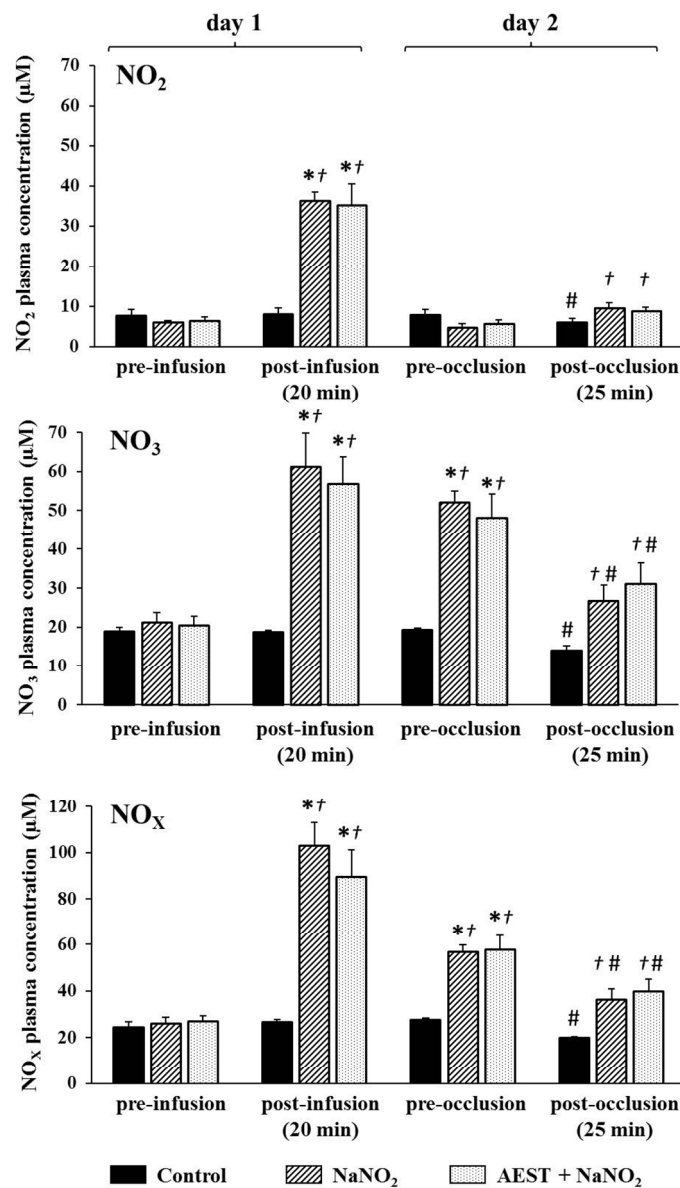 day 1 day 2
NO₂
NO₂ plasma concentration (µM)
70
60
50
40
30
20
10
0
*† *†
# † †
pre-infusion post-infusion pre-occlusion post-occlusion
(20 min) (25 min)
NO₃
NO₃ plasma concentration (µM)
70
60
50
40
30
20
10
0
*† *† *† *†
# †# †#
pre-infusion post-infusion pre-occlusion post-occlusion
(20 min) (25 min)
NOX
NOX plasma concentration (µM)
120
100
80
60
40
20
0
*† *† *† *†
# †# †#
pre-infusion post-infusion pre-occlusion post-occlusion
(20 min) (25 min)
Control NaNO₂ AEST + NaNO₂